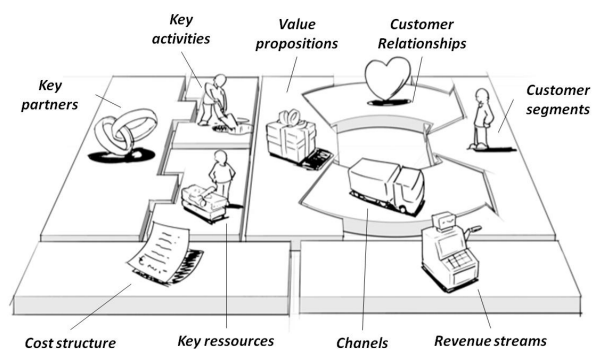 Key
activities
Value
propositions
Customer
Relationships
Key
partners
Customer
segments
Cost structure
Key ressources
Chanels
Revenue streams